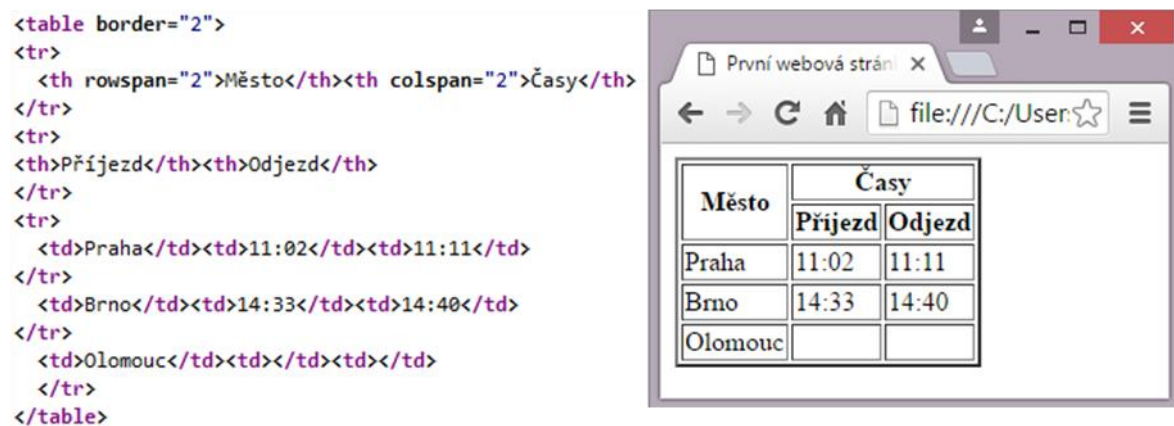 <table border="2">
<tr>
<th rowspan="2">Město</th><th colspan="2">Časy</th>
</tr>
<tr>
<th>Příjezd</th><th>Odjezd</th>
</tr>
<tr>
<td>Praha</td><td>11:02</td><td>11:11</td>
</tr>
<td>Brno</td><td>14:33</td><td>14:40</td>
</tr>
<td>Olomouc</td><td></td><td></td>
</tr>
</table>
První webová strán
file:///C:/User
Město Časy
Příjezd Odjezd
Praha 11:02 11:11
Brno 14:33 14:40
Olomouc